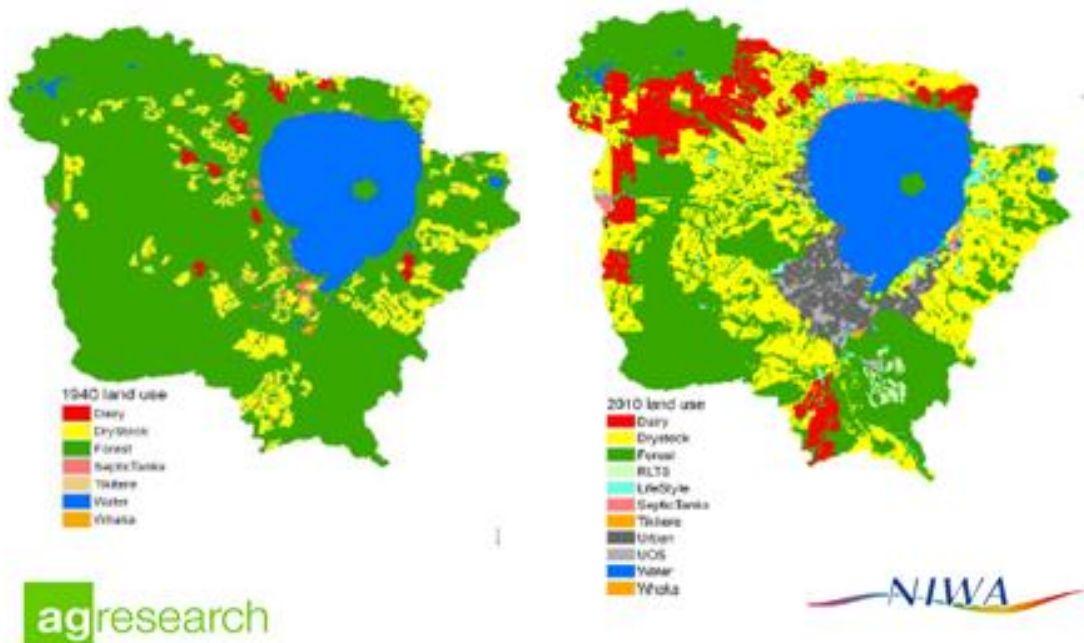 1940 land use
Dairy
DryStock
Forest
SepticTanks
Tikitere
Water
Whaka
2010 land use
Dairy
Drystock
Forest
RLTS
LifeStyle
SepticTanks
Tikitere
Urban
UOS
Water
Whaka
agresearch
NIWA